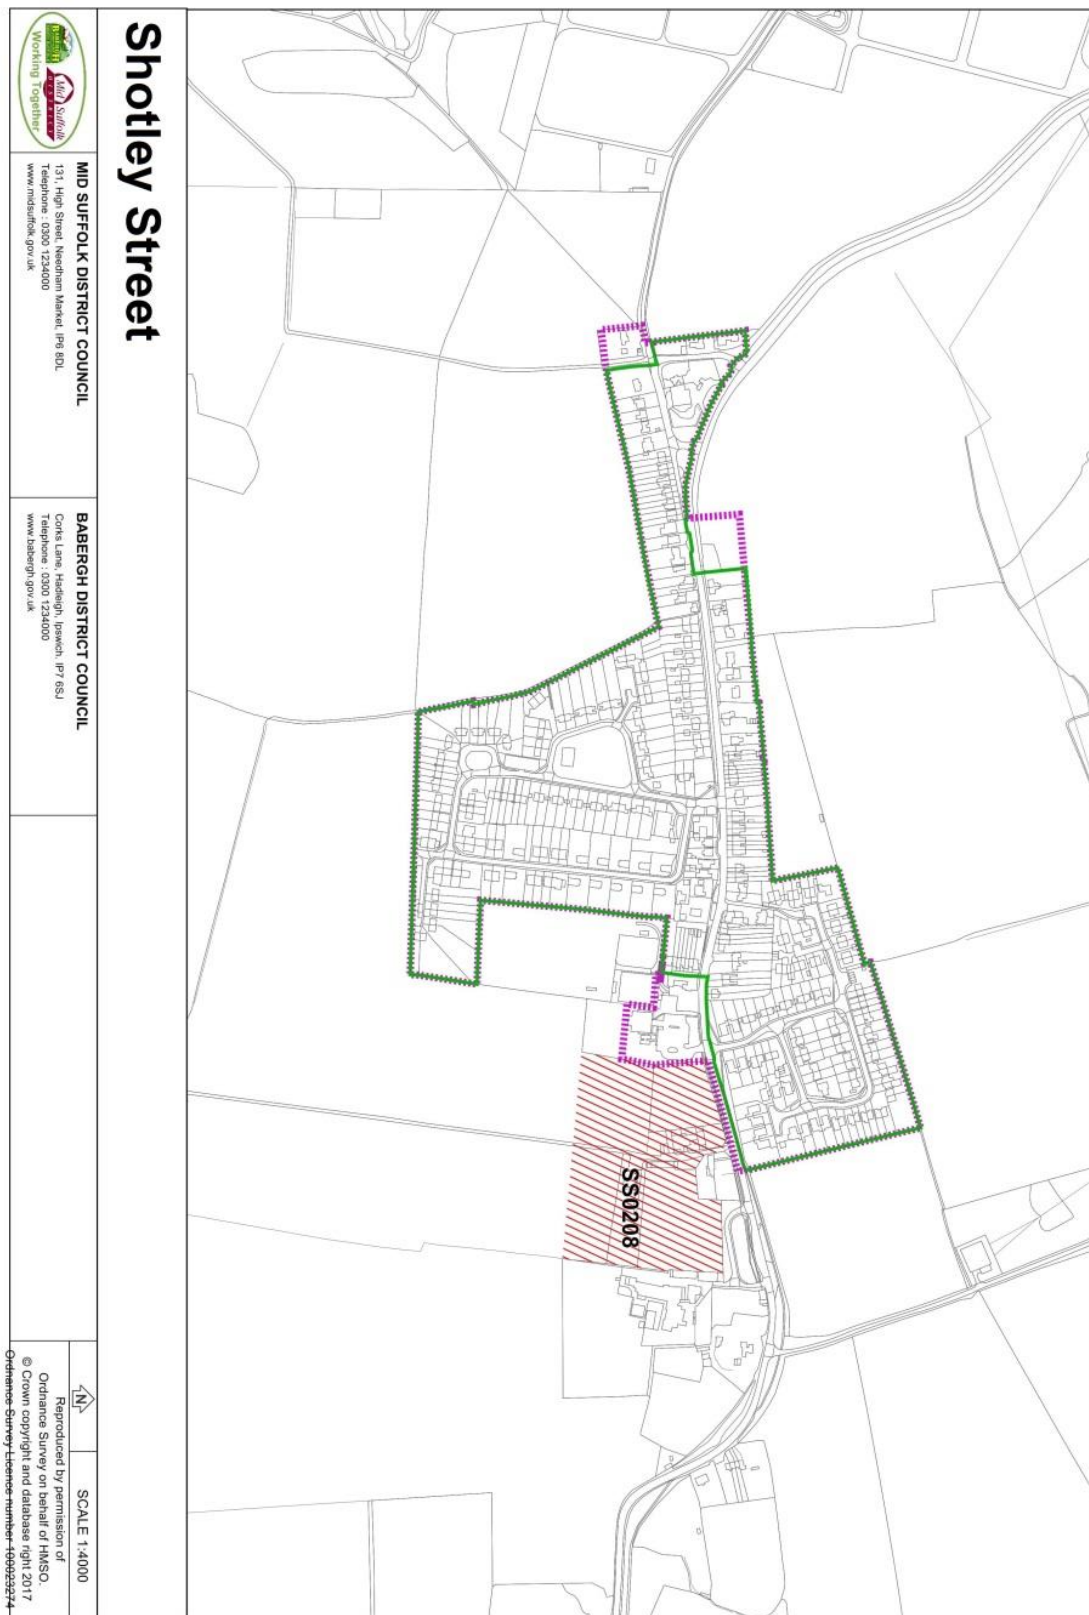 Shotley Street
BABERGH
Mid Suffolk
DISTRICT
Working Together
MID SUFFOLK DISTRICT COUNCIL
131, High Street, Needham Market, IP6 8DL
Telephone : 0300 1234000
www.midsuffolk.gov.uk
BABERGH DISTRICT COUNCIL
Corks Lane, Hadleigh, Ipswich. IP7 6SJ
Telephone : 0300 1234000
www.babergh.gov.uk
SS0208
N
SCALE 1:4000
Reproduced by permission of
Ordnance Survey on behalf of HMSO.
© Crown copyright and database right 2017
Ordnance Survey Licence number 100023274